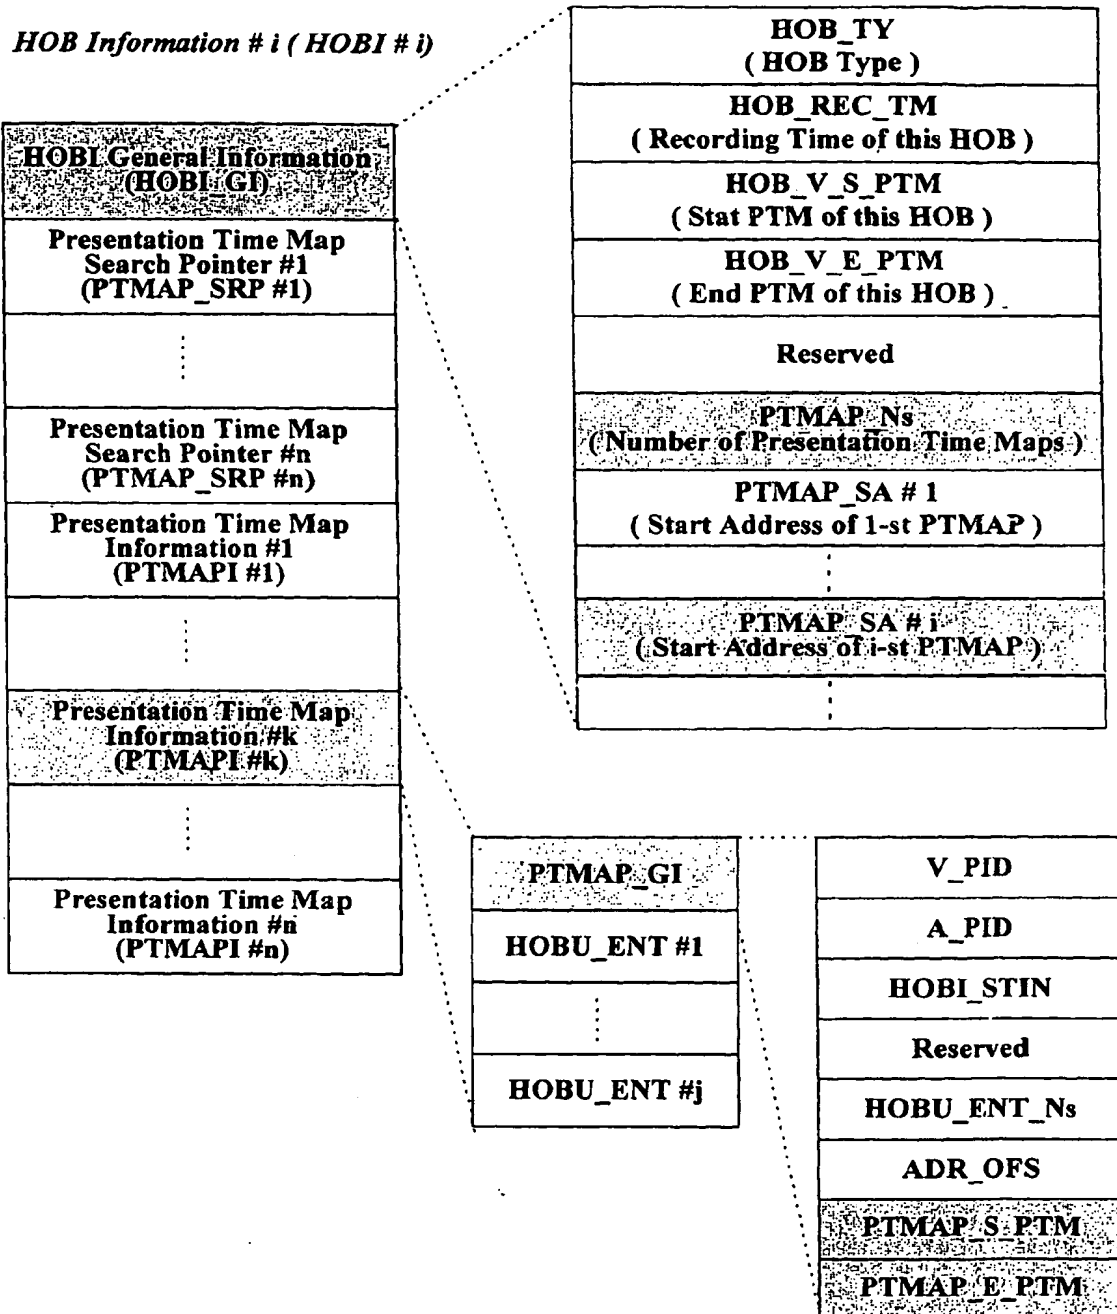 HOB Information # i ( HOBI # i)
HOBI General Information
(HOBI_GI)
Presentation Time Map
Search Pointer #1
(PTMAP_SRP #1)
Presentation Time Map
Search Pointer #n
(PTMAP_SRP #n)
Presentation Time Map
Information #1
(PTMAPI #1)
Presentation Time Map
Information #k
(PTMAPI #k)
Presentation Time Map
Information #n
(PTMAPI #n)
HOB_TY
( HOB Type )
HOB_REC_TM
( Recording Time of this HOB )
HOB_V_S_PTM
( Stat PTM of this HOB )
HOB_V_E_PTM
( End PTM of this HOB )
Reserved
PTMAP_Ns
( Number of Presentation Time Maps )
PTMAP_SA # 1
( Start Address of 1-st PTMAP )
PTMAP_SA # i
( Start Address of i-st PTMAP )
PTMAP_GI
HOBU_ENT #1
HOBU_ENT #j
V_PID
A_PID
HOBI_STIN
Reserved
HOBU_ENT_Ns
ADR_OFS
PTMAP_S_PTM
PTMAP_E_PTM